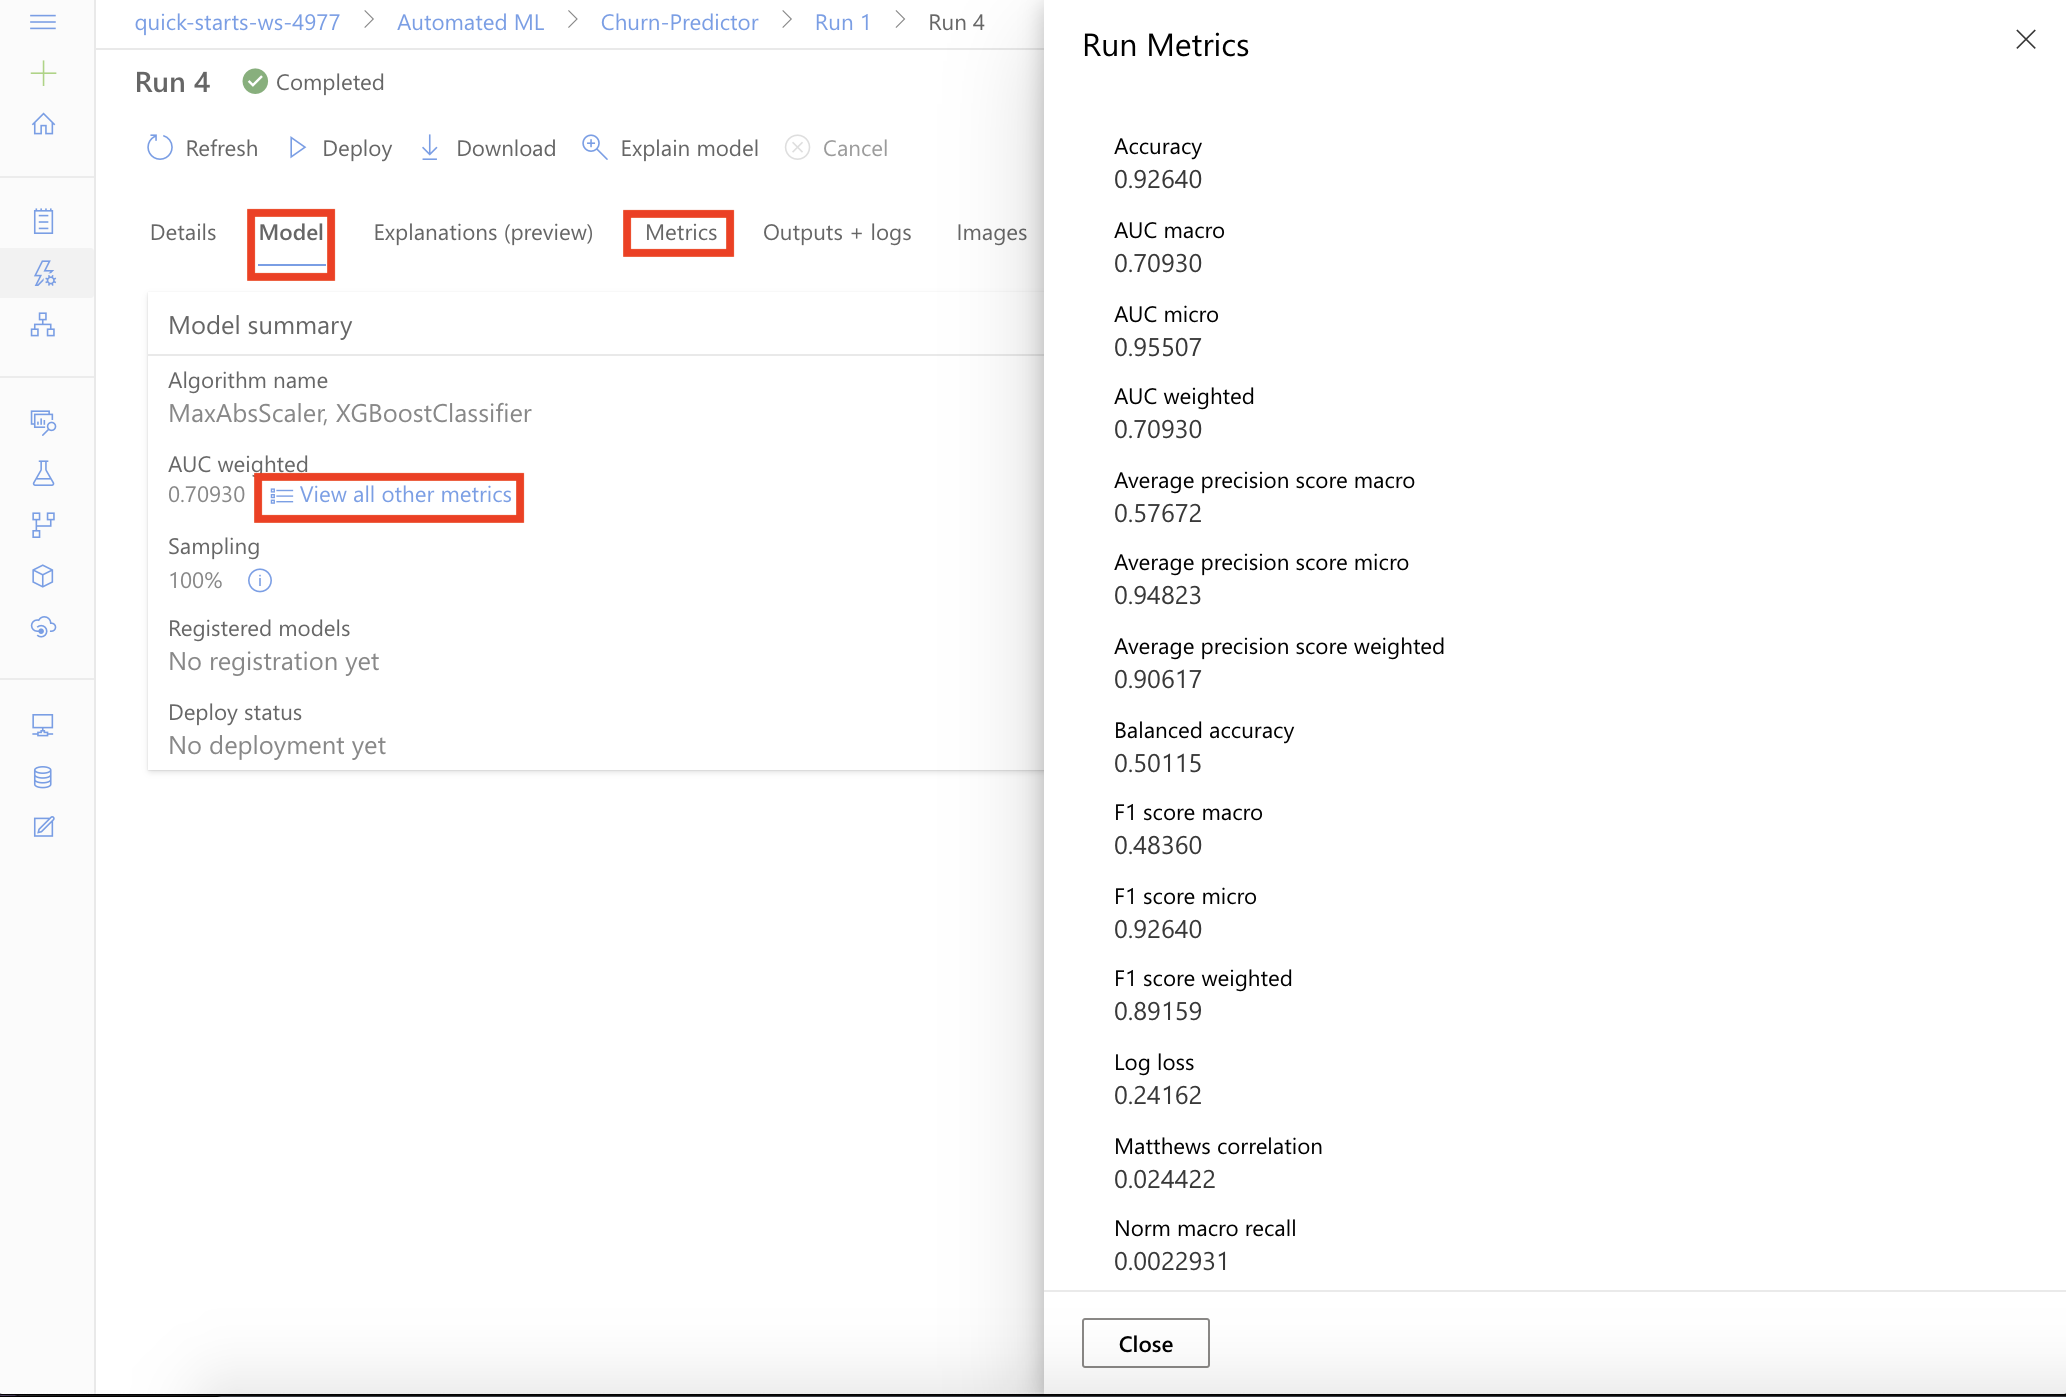 quick-starts-ws-4977 > Automated ML > Churn-Predictor > Run 1 > Run 4
Run 4 Completed
Refresh Deploy Download Explain model Cancel
Details Model Explanations (preview) Metrics Outputs + logs Images
Model summary
Algorithm name
MaxAbsScaler, XGBoostClassifier
AUC weighted
0.70930 View all other metrics
Sampling
100%
Registered models
No registration yet
Deploy status
No deployment yet
Run Metrics
Accuracy
0.92640
AUC macro
0.70930
AUC micro
0.95507
AUC weighted
0.70930
Average precision score macro
0.57672
Average precision score micro
0.94823
Average precision score weighted
0.90617
Balanced accuracy
0.50115
F1 score macro
0.48360
F1 score micro
0.92640
F1 score weighted
0.89159
Log loss
0.24162
Matthews correlation
0.024422
Norm macro recall
0.0022931
Close